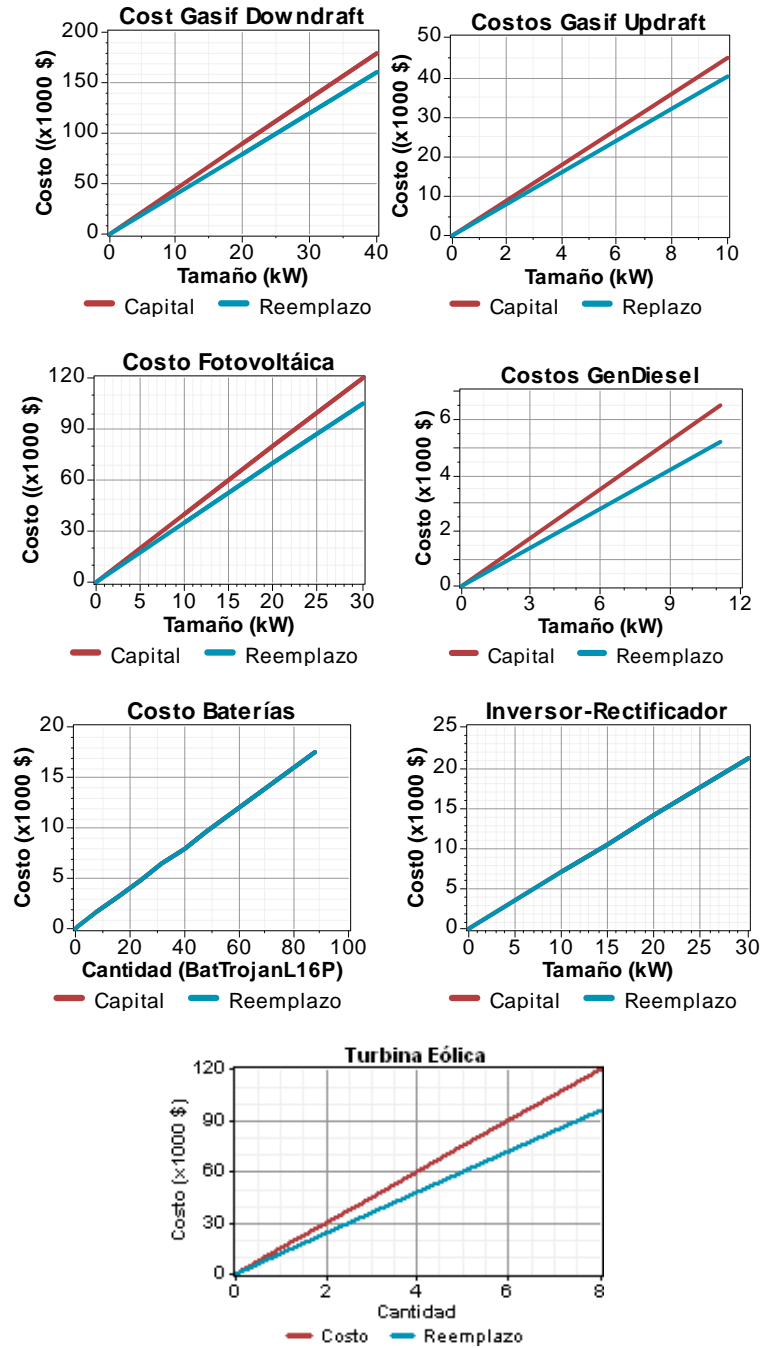 Cost Gasif Downdraft
Costo ((x1000 $)
200
150
100
50
0
0 10 20 30 40
Tamaño (kW)
Capital Reemplazo
Costos Gasif Updraft
Costo ((x1000 $)
50
40
30
20
10
0
0 2 4 6 8 10
Tamaño (kW)
Capital Replazo
Costo Fotovoltáica
Costo ((x1000 $)
120
90
60
30
0
0 5 10 15 20 25 30
Tamaño (kW)
Capital Reemplazo
Costos GenDiesel
Costo (x1000 $)
6
4
2
0
0 3 6 9 12
Tamaño (kW)
Capital Reemplazo
Costo Baterías
Costo (x1000 $)
20
15
10
5
0
0 20 40 60 80 100
Cantidad (BatTrojanL16P)
Capital Reemplazo
Inversor-Rectificador
Cost0 (x1000 $)
25
20
15
10
5
0
0 5 10 15 20 25 30
Tamaño (kW)
Capital Reemplazo
Turbina Eólica
Costo (x1000 $)
120
90
60
30
0
0 2 4 6 8
Cantidad
Costo Reemplazo